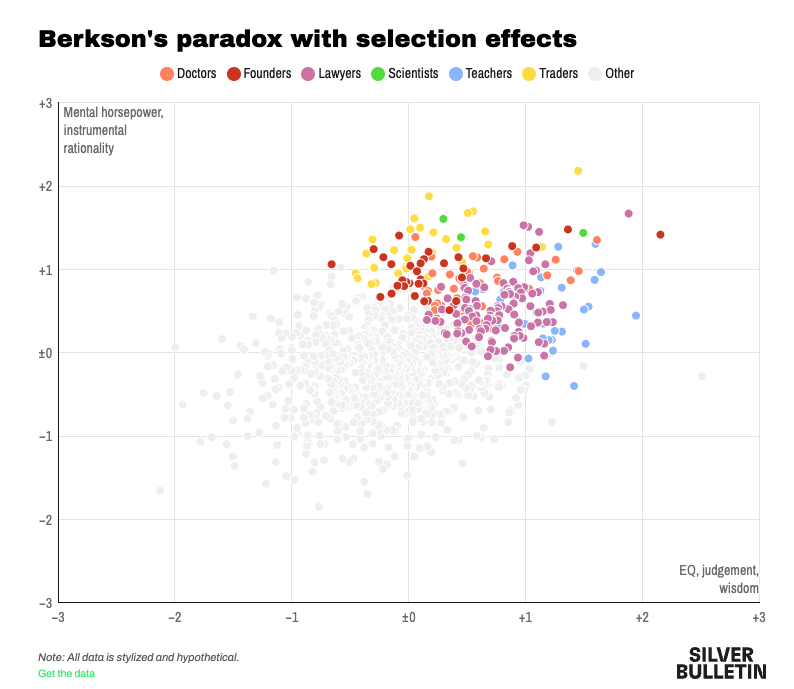 Berkson's paradox with selection effects
Doctors Founders Lawyers Scientists Teachers Traders Other
+3
Mental horsepower,
instrumental
rationality
+2
+1
±0
−1
−2
EQ, judgement,
wisdom
−3
−3 −2 −1 ±0 +1 +2 +3
Note: All data is stylized and hypothetical.
Get the data
SILVER
BULLETIN